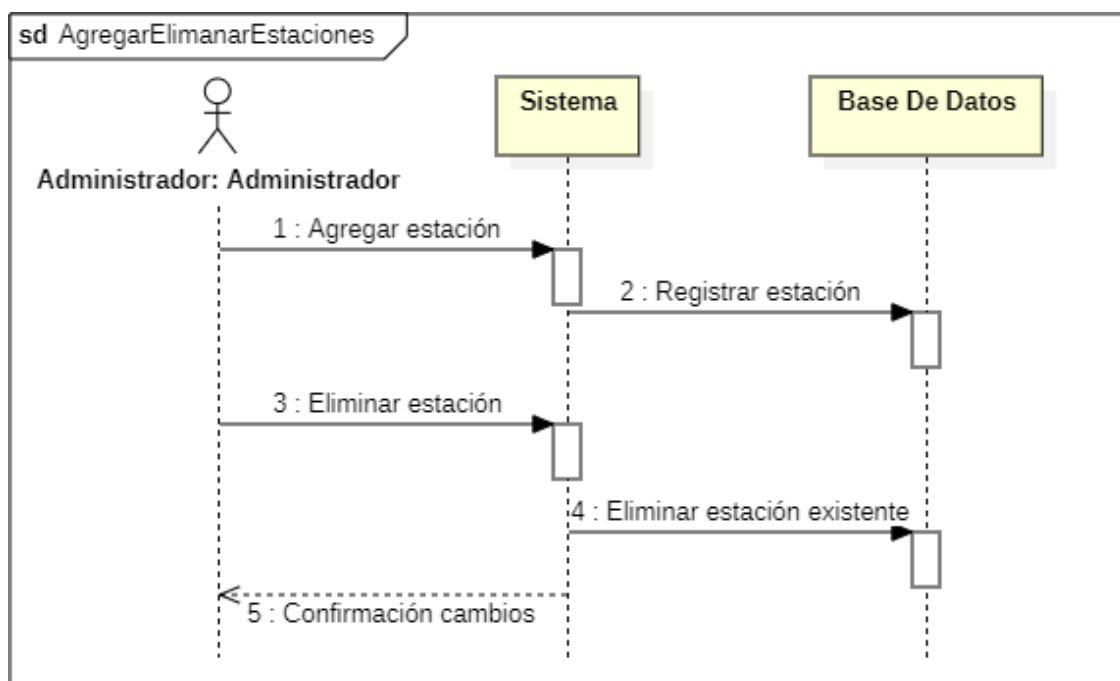 sd AgregarElimanarEstaciones
Sistema
Base De Datos
Administrador: Administrador
1 : Agregar estación
2 : Registrar estación
3 : Eliminar estación
4 : Eliminar estación existente
5 : Confirmación cambios